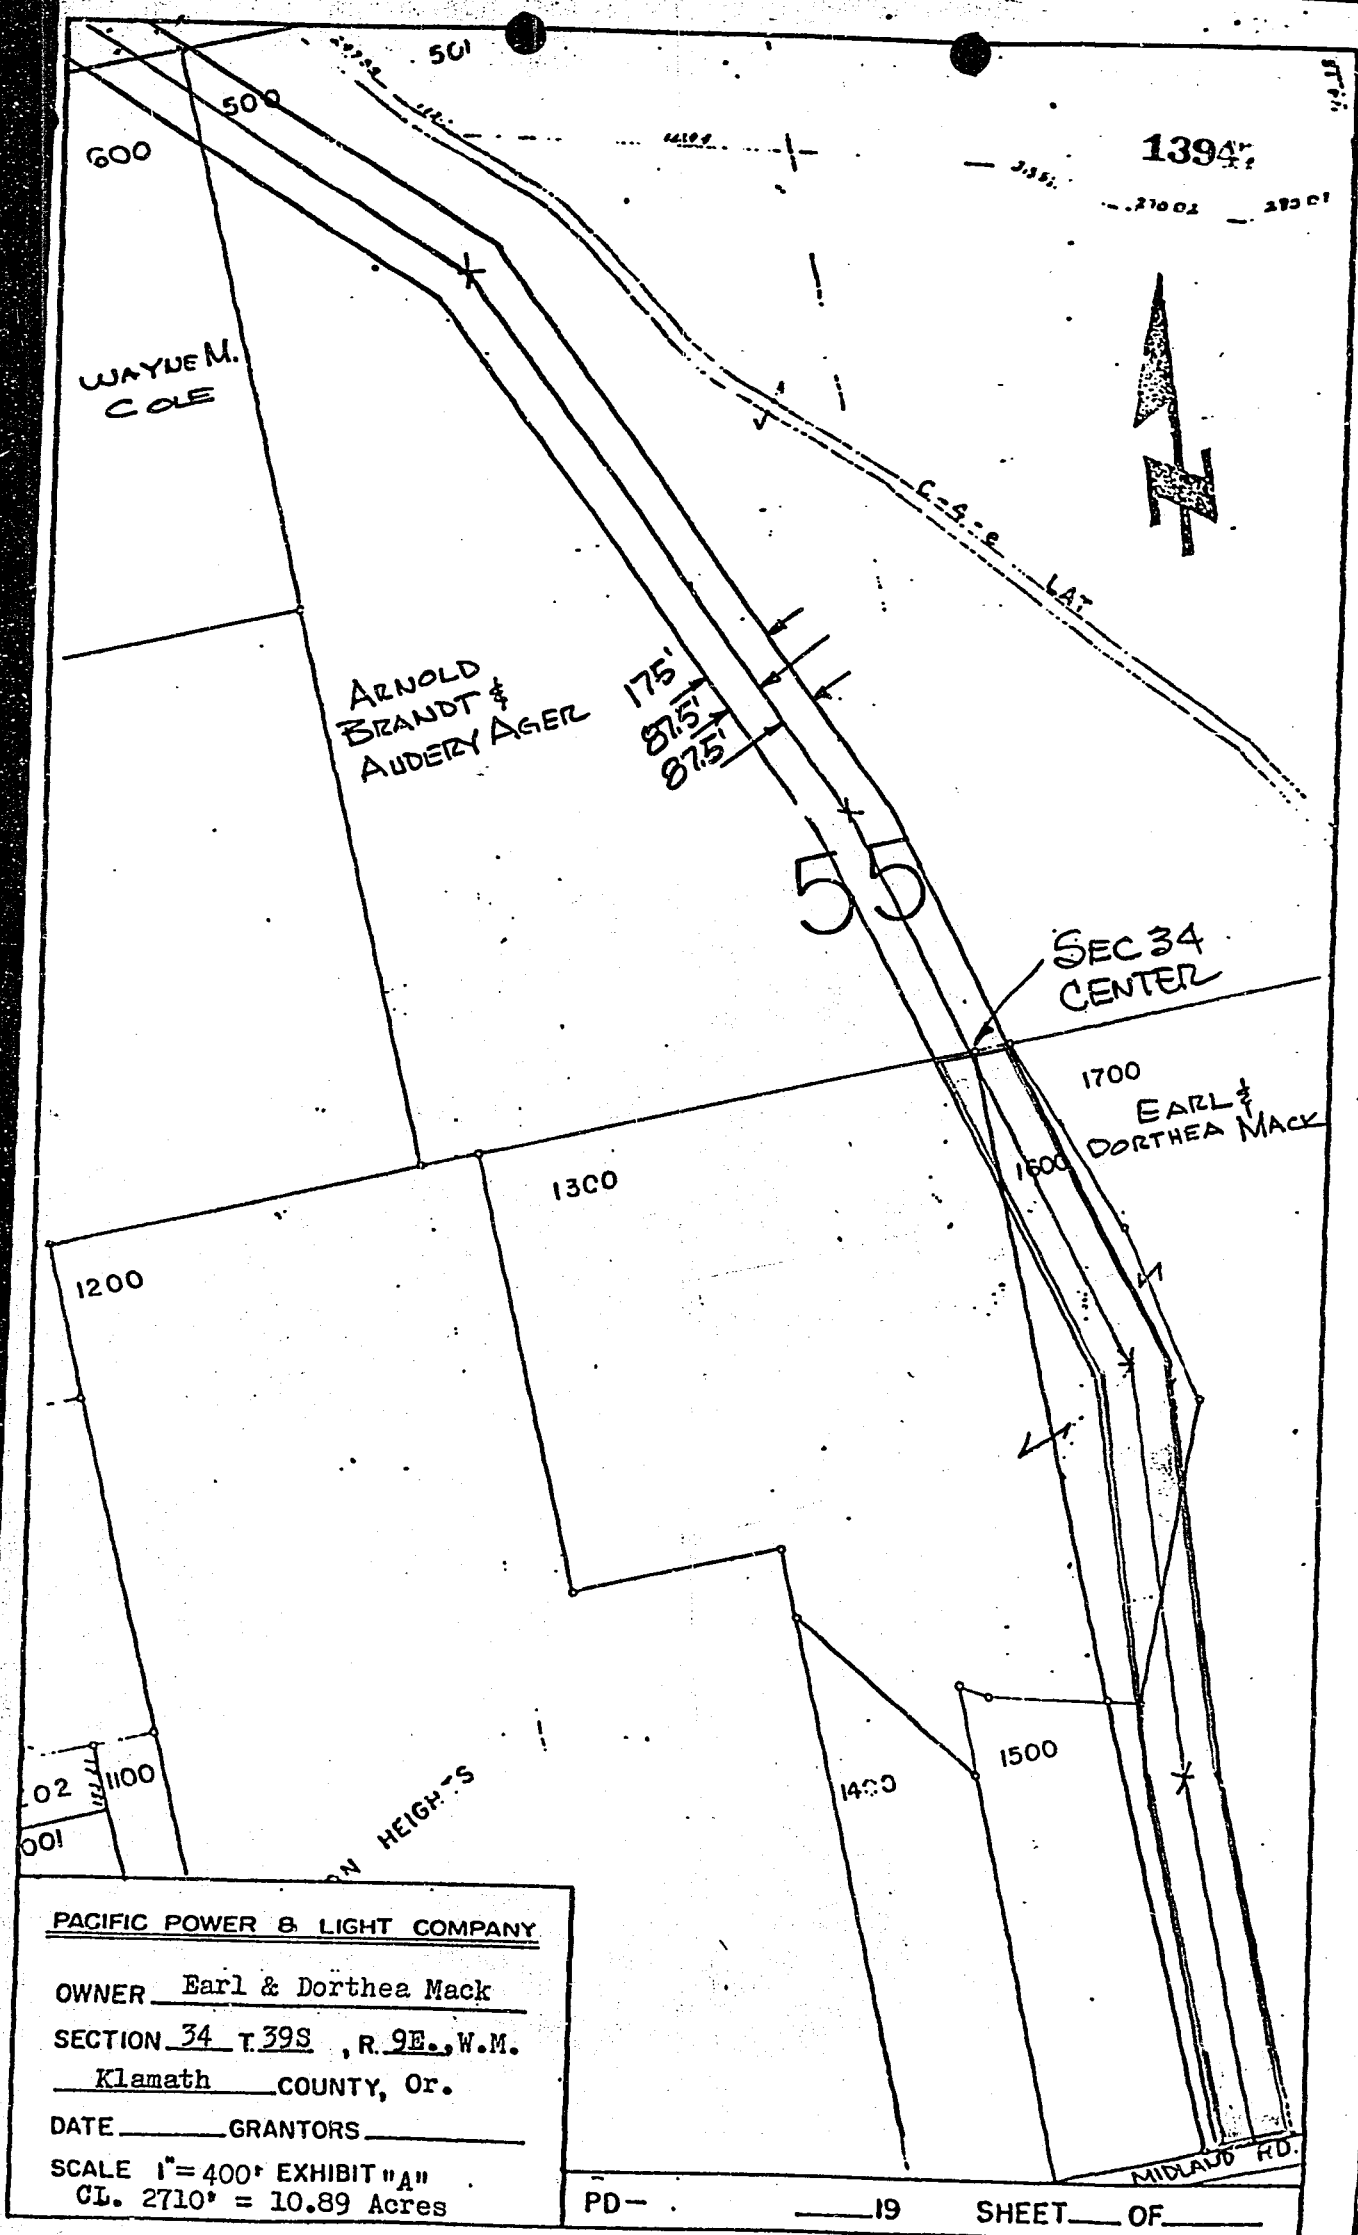 501
500
600
WAYNE M.
COLE
C-4-e
LAT
ARNOLD
BRANDT &
AUDERY AGER
175'
87.5'
87.5'
55
SEC 34
CENTER
1700
EARL &
DORTHEA MACK
1600
1300
1200
1500
1100
02
001
HEIGHTS
PACIFIC POWER & LIGHT COMPANY
OWNER Earl & Dorthea Mack
SECTION 34 T. 39S , R. 9E., W.M.
Klamath COUNTY, Or.
DATE GRANTORS
SCALE 1"= 400' EXHIBIT "A"
CL. 2710' = 10.89 Acres
MIDLAND RD.
PD- 19 SHEET OF